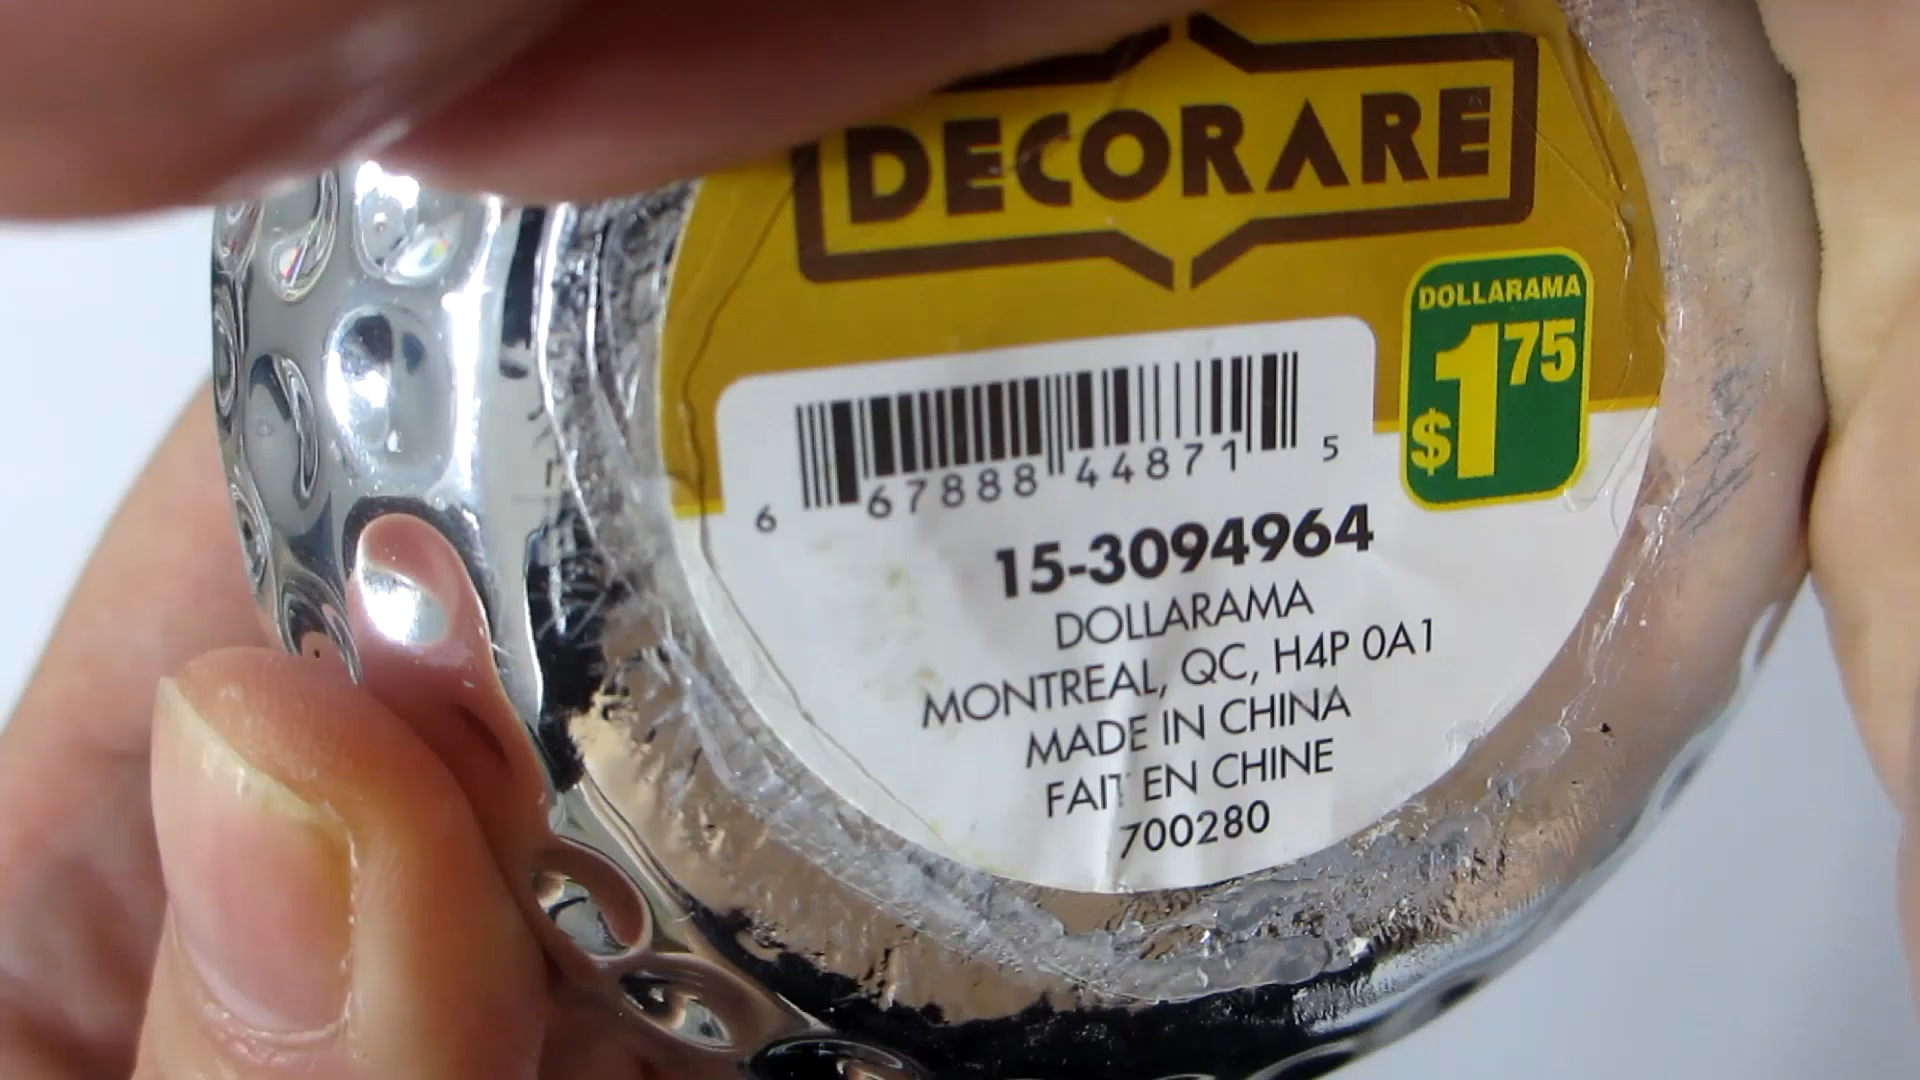 DECORARE
DOLLARAMA
$1.75
6 67888 44871 5
15-3094964
DOLLARAMA
MONTREAL, QC, H4P 0A1
MADE IN CHINA
FAIT EN CHINE
700280